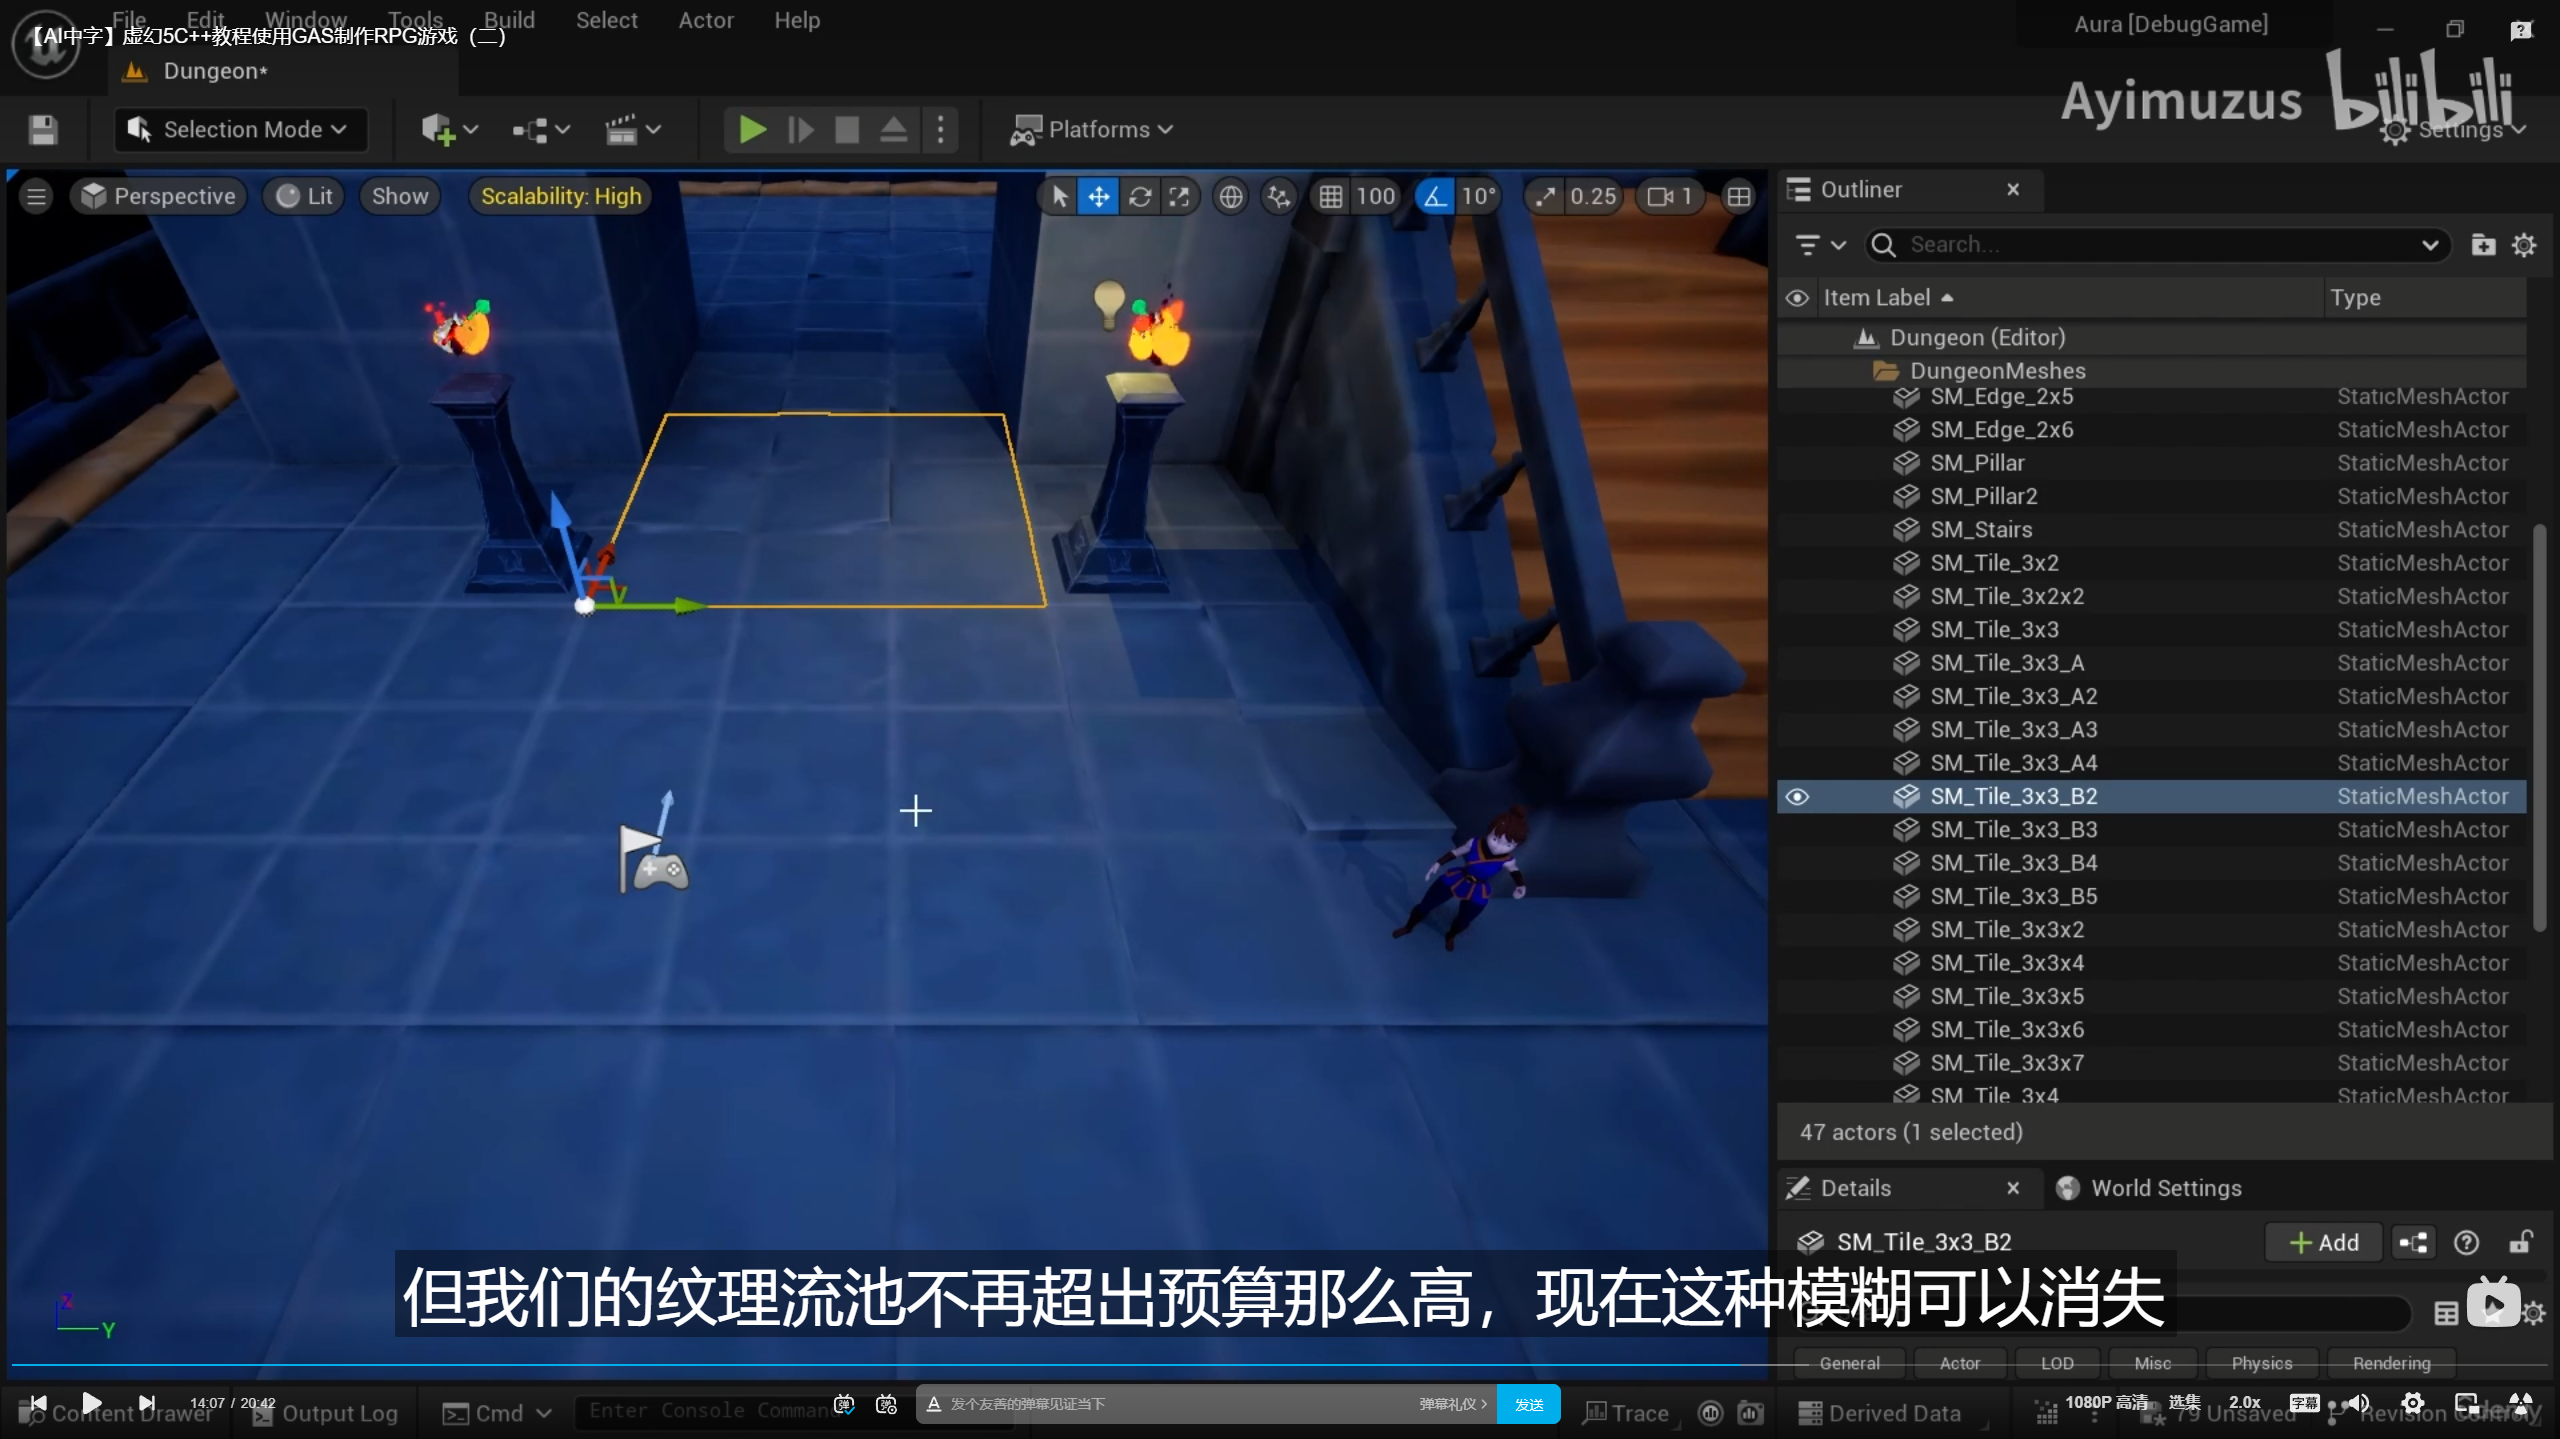 File Edit Window Tools Build Select Actor Help
【AI中字】虚幻5C++教程使用GAS制作RPG游戏（二）
Aura [DebugGame]
Dungeon*
Ayimuzus bilibili
Selection Mode
Platforms
Settings
Perspective Lit Show Scalability: High
100 10° 0.25 1
Outliner
Search...
Item Label Type
Dungeon (Editor)
DungeonMeshes
SM_Edge_2x5 StaticMeshActor
SM_Edge_2x6 StaticMeshActor
SM_Pillar StaticMeshActor
SM_Pillar2 StaticMeshActor
SM_Stairs StaticMeshActor
SM_Tile_3x2 StaticMeshActor
SM_Tile_3x2x2 StaticMeshActor
SM_Tile_3x3 StaticMeshActor
SM_Tile_3x3_A StaticMeshActor
SM_Tile_3x3_A2 StaticMeshActor
SM_Tile_3x3_A3 StaticMeshActor
SM_Tile_3x3_A4 StaticMeshActor
SM_Tile_3x3_B2 StaticMeshActor
SM_Tile_3x3_B3 StaticMeshActor
SM_Tile_3x3_B4 StaticMeshActor
SM_Tile_3x3_B5 StaticMeshActor
SM_Tile_3x3x2 StaticMeshActor
SM_Tile_3x3x4 StaticMeshActor
SM_Tile_3x3x5 StaticMeshActor
SM_Tile_3x3x6 StaticMeshActor
SM_Tile_3x3x7 StaticMeshActor
SM_Tile_3x4 StaticMeshActor
47 actors (1 selected)
Details World Settings
SM_Tile_3x3_B2 Add
但我们的纹理流池不再超出预算那么高，现在这种模糊可以消失
Z
Y
General Actor LOD Misc Physics Rendering
14:07 / 20:42
发个友善的弹幕见证当下 弹幕礼仪 发送
1080P 高清 选集 2.0x 字幕
Content Drawer Output Log Cmd Enter Console Command Trace Derived Data 79 Unsaved Revision Control